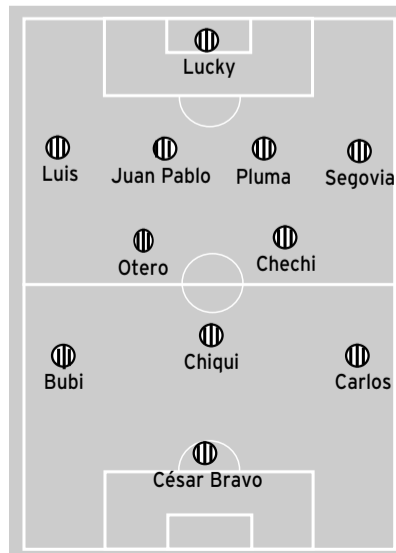 Lucky
Luis
Juan Pablo
Pluma
Segovia
Otero
Chechi
Chiqui
Bubi
Carlos
César Bravo